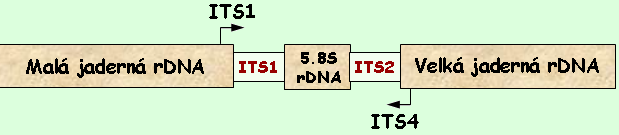 ITS1
Malá jaderná rDNA ITS1 5.8S rDNA ITS2 Velká jaderná rDNA
ITS4